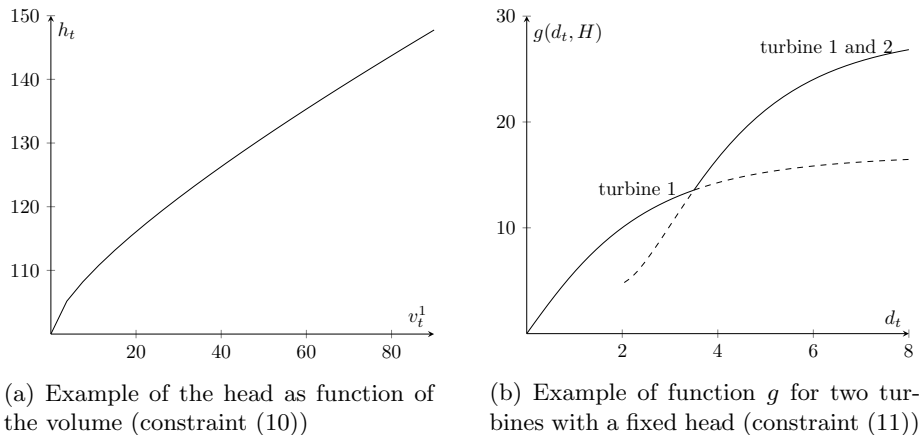 150
140
130
120
110
h_t
v_t^1
20
40
60
80
(a) Example of the head as function of
the volume (constraint (10))
30
20
10
g(d_t, H)
turbine 1 and 2
turbine 1
d_t
2
4
6
8
(b) Example of function g for two tur-
bines with a fixed head (constraint (11))